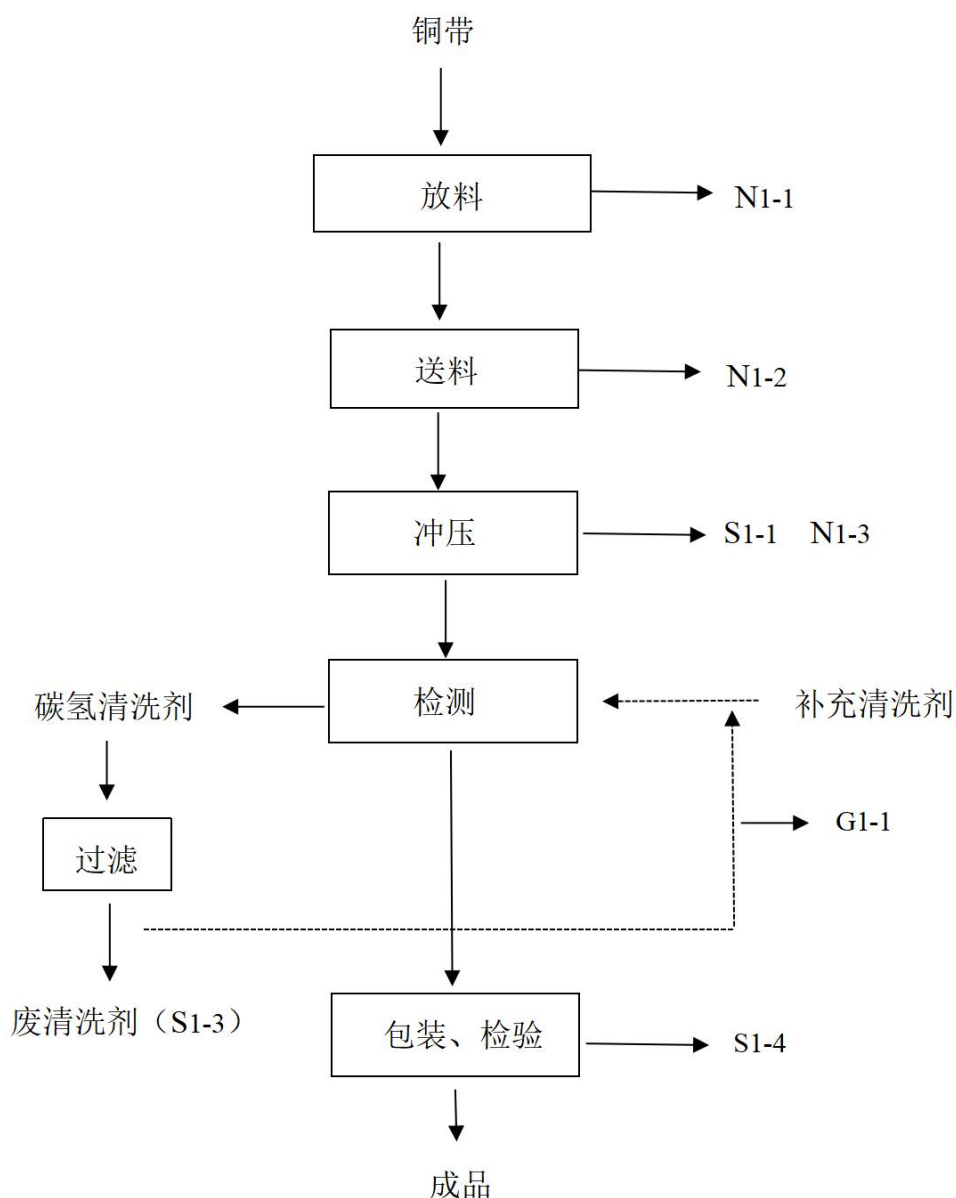 铜带
放料
N1-1
送料
N1-2
冲压
S1-1 N1-3
碳氢清洗剂
检测
补充清洗剂
G1-1
过滤
废清洗剂（S1-3）
包装、检验
S1-4
成品